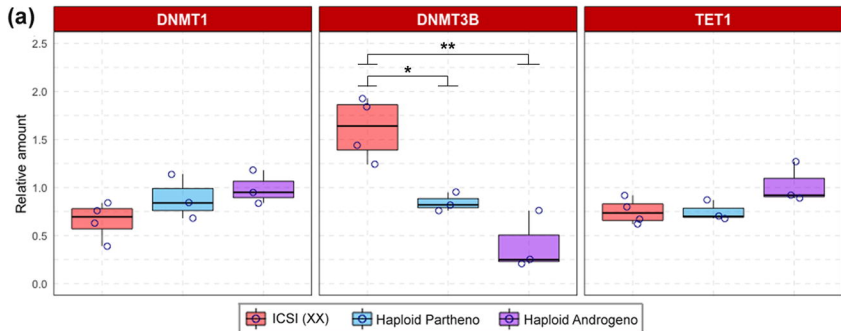 (a)
DNMT1 DNMT3B TET1
Relative amount
2.5
2.0
1.5
1.0
0.5
0.0
**
*
ICSI (XX) Haploid Partheno Haploid Androgeno